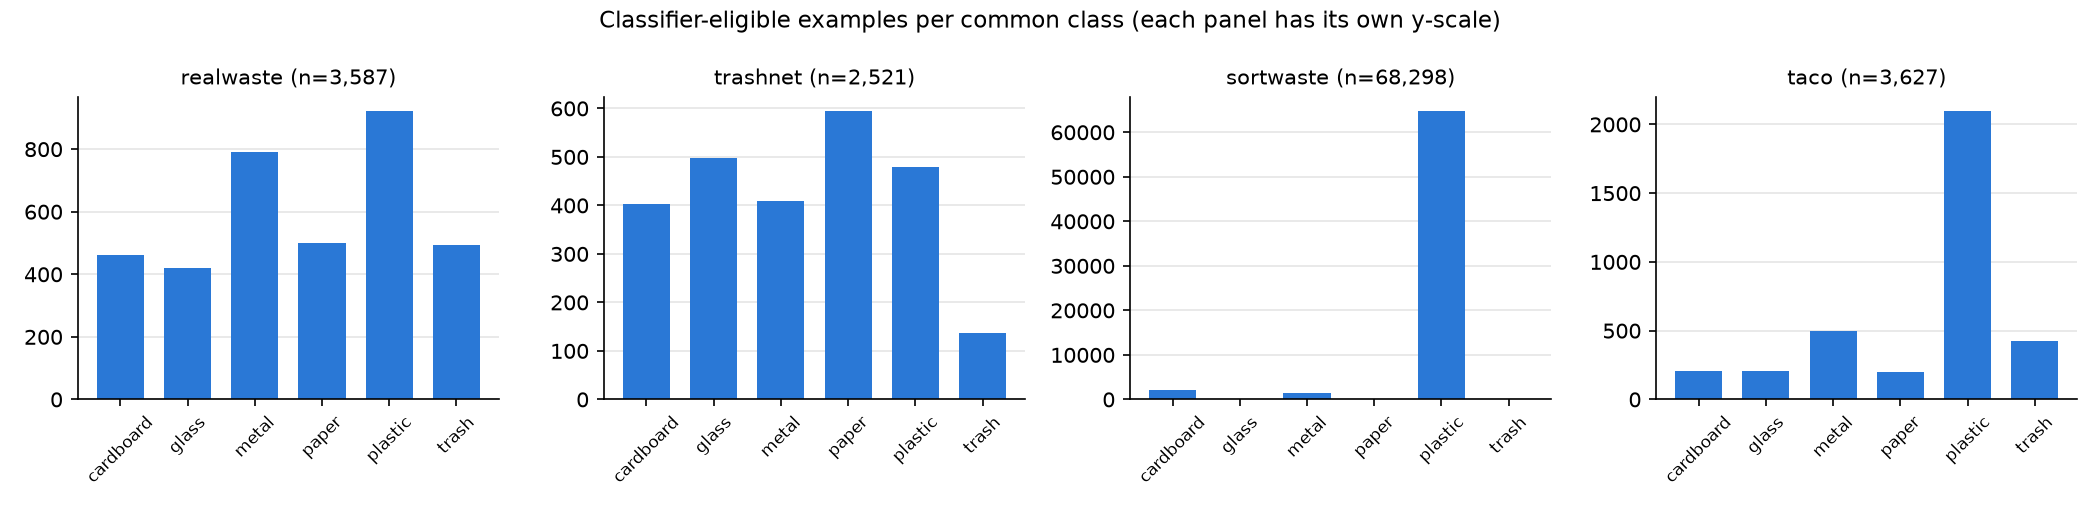 Classifier-eligible examples per common class (each panel has its own y-scale)
realwaste (n=3,587)
800
600
400
200
0
cardboard
glass
metal
paper
plastic
trash
trashnet (n=2,521)
600
500
400
300
200
100
0
cardboard
glass
metal
paper
plastic
trash
sortwaste (n=68,298)
60000
50000
40000
30000
20000
10000
0
cardboard
glass
metal
paper
plastic
trash
taco (n=3,627)
2000
1500
1000
500
0
cardboard
glass
metal
paper
plastic
trash